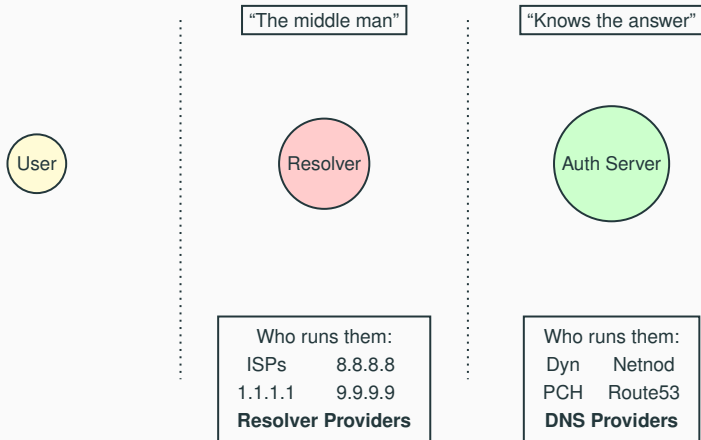 “The middle man”
“Knows the answer”
User
Resolver
Auth Server
Who runs them:
ISPs 8.8.8.8
1.1.1.1 9.9.9.9
Resolver Providers
Who runs them:
Dyn Netnod
PCH Route53
DNS Providers